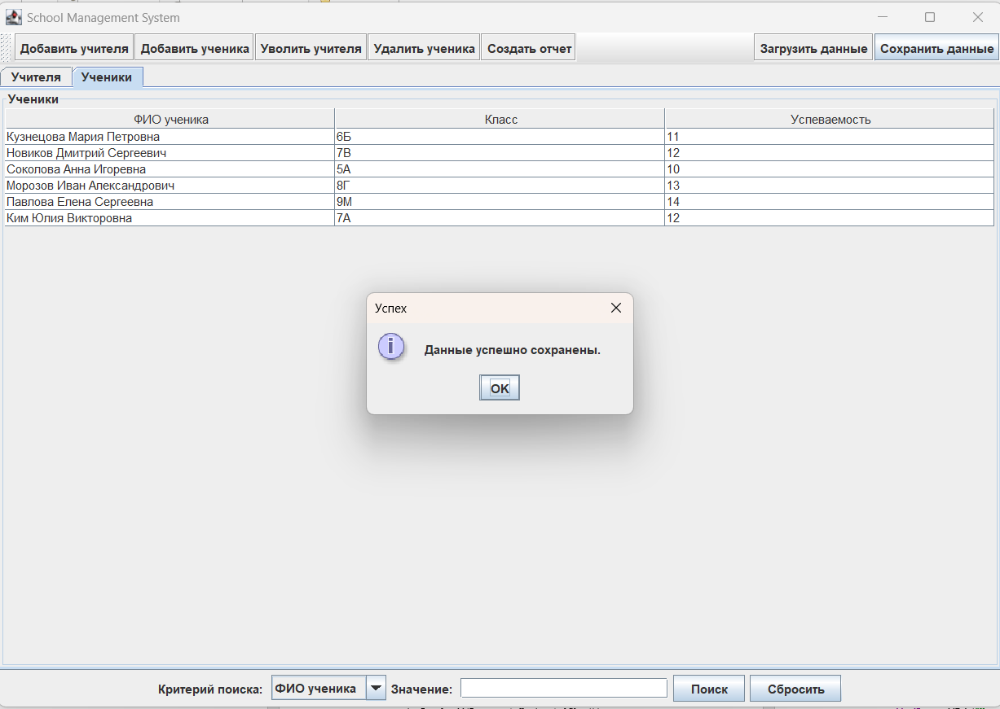 School Management System
Добавить учителя Добавить ученика Уволить учителя Удалить ученика Создать отчет Загрузить данные Сохранить данные
Учителя Ученики
Ученики
ФИО ученика Класс Успеваемость
Кузнецова Мария Петровна 6Б 11
Новиков Дмитрий Сергеевич 7В 12
Соколова Анна Игоревна 5А 10
Морозов Иван Александрович 8Г 13
Павлова Елена Сергеевна 9М 14
Ким Юлия Викторовна 7А 12
Успех
Данные успешно сохранены.
OK
Критерий поиска: ФИО ученика Значение: Поиск Сбросить